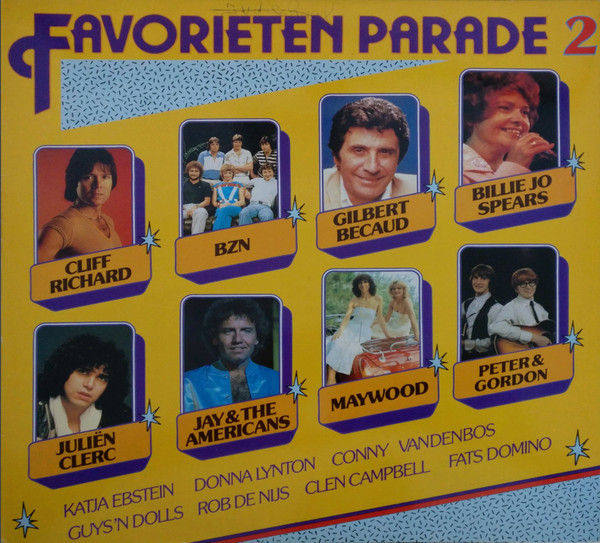 FAVORIETEN PARADE 2
CLIFF
RICHARD
BZN
GILBERT
BECAUD
BILLIE JO
SPEARS
JULIËN
CLERC
JAY & THE
AMERICANS
MAYWOOD
PETER &
GORDON
KATJA EBSTEIN DONNA LYNTON CONNY VANDENBOS
GUYS'N DOLLS ROB DE NIJS CLEN CAMPBELL FATS DOMINO